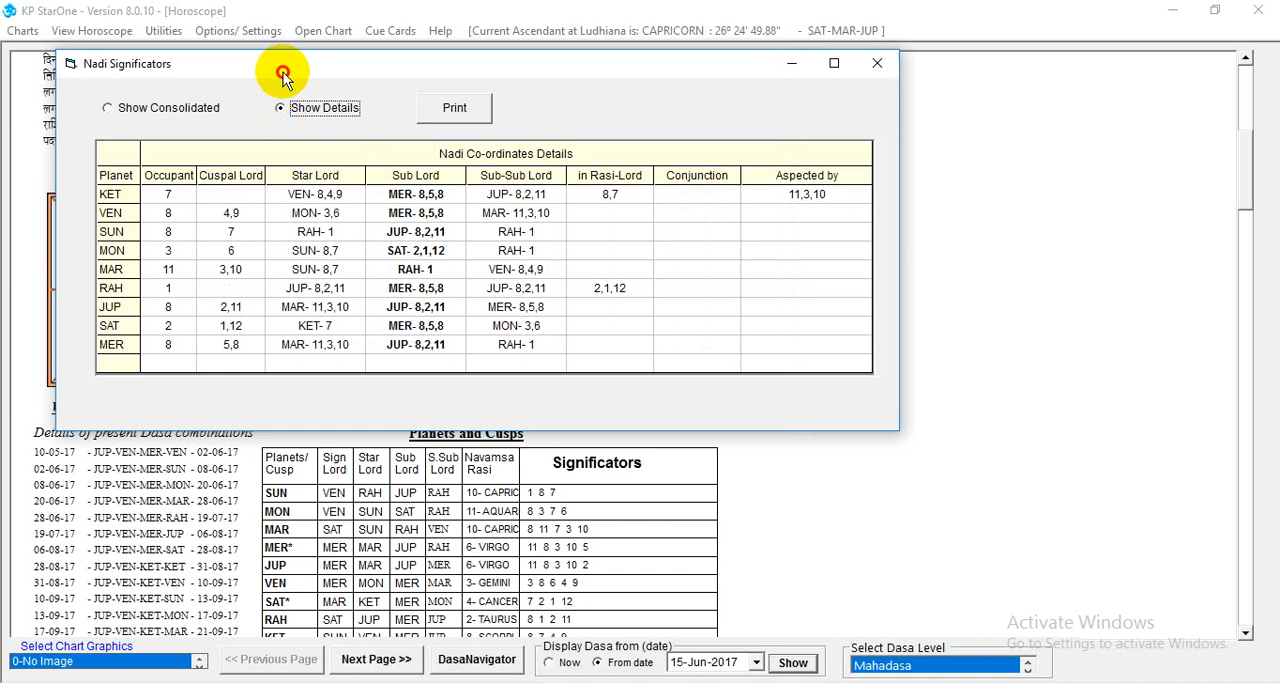 KP StarOne - Version 8.0.10 - [Horoscope]
Charts View Horoscope Utilities Options/ Settings Open Chart Cue Cards Help [Current Ascendant at Ludhiana is: CAPRICORN : 26º 24' 49.88" - SAT-MAR-JUP ]
Nadi Significators
Show Consolidated Show Details Print
Nadi Co-ordinates Details
Planet Occupant Cuspal Lord Star Lord Sub Lord Sub-Sub Lord in Rasi-Lord Conjunction Aspected by
KET 7 VEN- 8,4,9 MER- 8,5,8 JUP- 8,2,11 8,7 11,3,10
VEN 8 4,9 MON- 3,6 MER- 8,5,8 MAR- 11,3,10
SUN 8 7 RAH- 1 JUP- 8,2,11 RAH- 1
MON 3 6 SUN- 8,7 SAT- 2,1,12 RAH- 1
MAR 11 3,10 SUN- 8,7 RAH- 1 VEN- 8,4,9
RAH 1 JUP- 8,2,11 MER- 8,5,8 JUP- 8,2,11 2,1,12
JUP 8 2,11 MAR- 11,3,10 JUP- 8,2,11 MER- 8,5,8
SAT 2 1,12 KET- 7 MER- 8,5,8 MON- 3,6
MER 8 5,8 MAR- 11,3,10 JUP- 8,2,11 RAH- 1
Details of present Dasa combinations
10-05-17 - JUP-VEN-MER-VEN - 02-06-17
02-06-17 - JUP-VEN-MER-SUN - 08-06-17
08-06-17 - JUP-VEN-MER-MON- 20-06-17
20-06-17 - JUP-VEN-MER-MAR- 28-06-17
28-06-17 - JUP-VEN-MER-RAH - 19-07-17
19-07-17 - JUP-VEN-MER-JUP - 06-08-17
06-08-17 - JUP-VEN-MER-SAT - 28-08-17
28-08-17 - JUP-VEN-KET-KET - 31-08-17
31-08-17 - JUP-VEN-KET-VEN - 10-09-17
10-09-17 - JUP-VEN-KET-SUN - 13-09-17
13-09-17 - JUP-VEN-KET-MON - 17-09-17
17-09-17 - JUP-VEN-KET-MAR - 21-09-17
Planets and Cusps
Planets/ Cusp Sign Lord Star Lord Sub Lord S.Sub Lord Navamsa Rasi Significators
SUN VEN RAH JUP RAH 10- CAPRIC 1 8 7
MON VEN SUN SAT RAH 11- AQUAR 8 3 7 6
MAR SAT SUN RAH VEN 10- CAPRIC 8 11 7 3 10
MER* MER MAR JUP RAH 6- VIRGO 11 8 3 10 5
JUP MER MAR JUP MER 6- VIRGO 11 8 3 10 2
VEN MER MON MER MAR 3- GEMINI 3 8 6 4 9
SAT* MAR KET MER MON 4- CANCER 7 2 1 12
RAH SAT JUP MER JUP 2- TAURUS 8 1 2 11
Activate Windows
Go to Settings to activate Windows.
Select Chart Graphics
0-No Image
<< Previous Page Next Page >> DasaNavigator
Display Dasa from (date)
Now From date 15-Jun-2017 Show
Select Dasa Level
Mahadasa